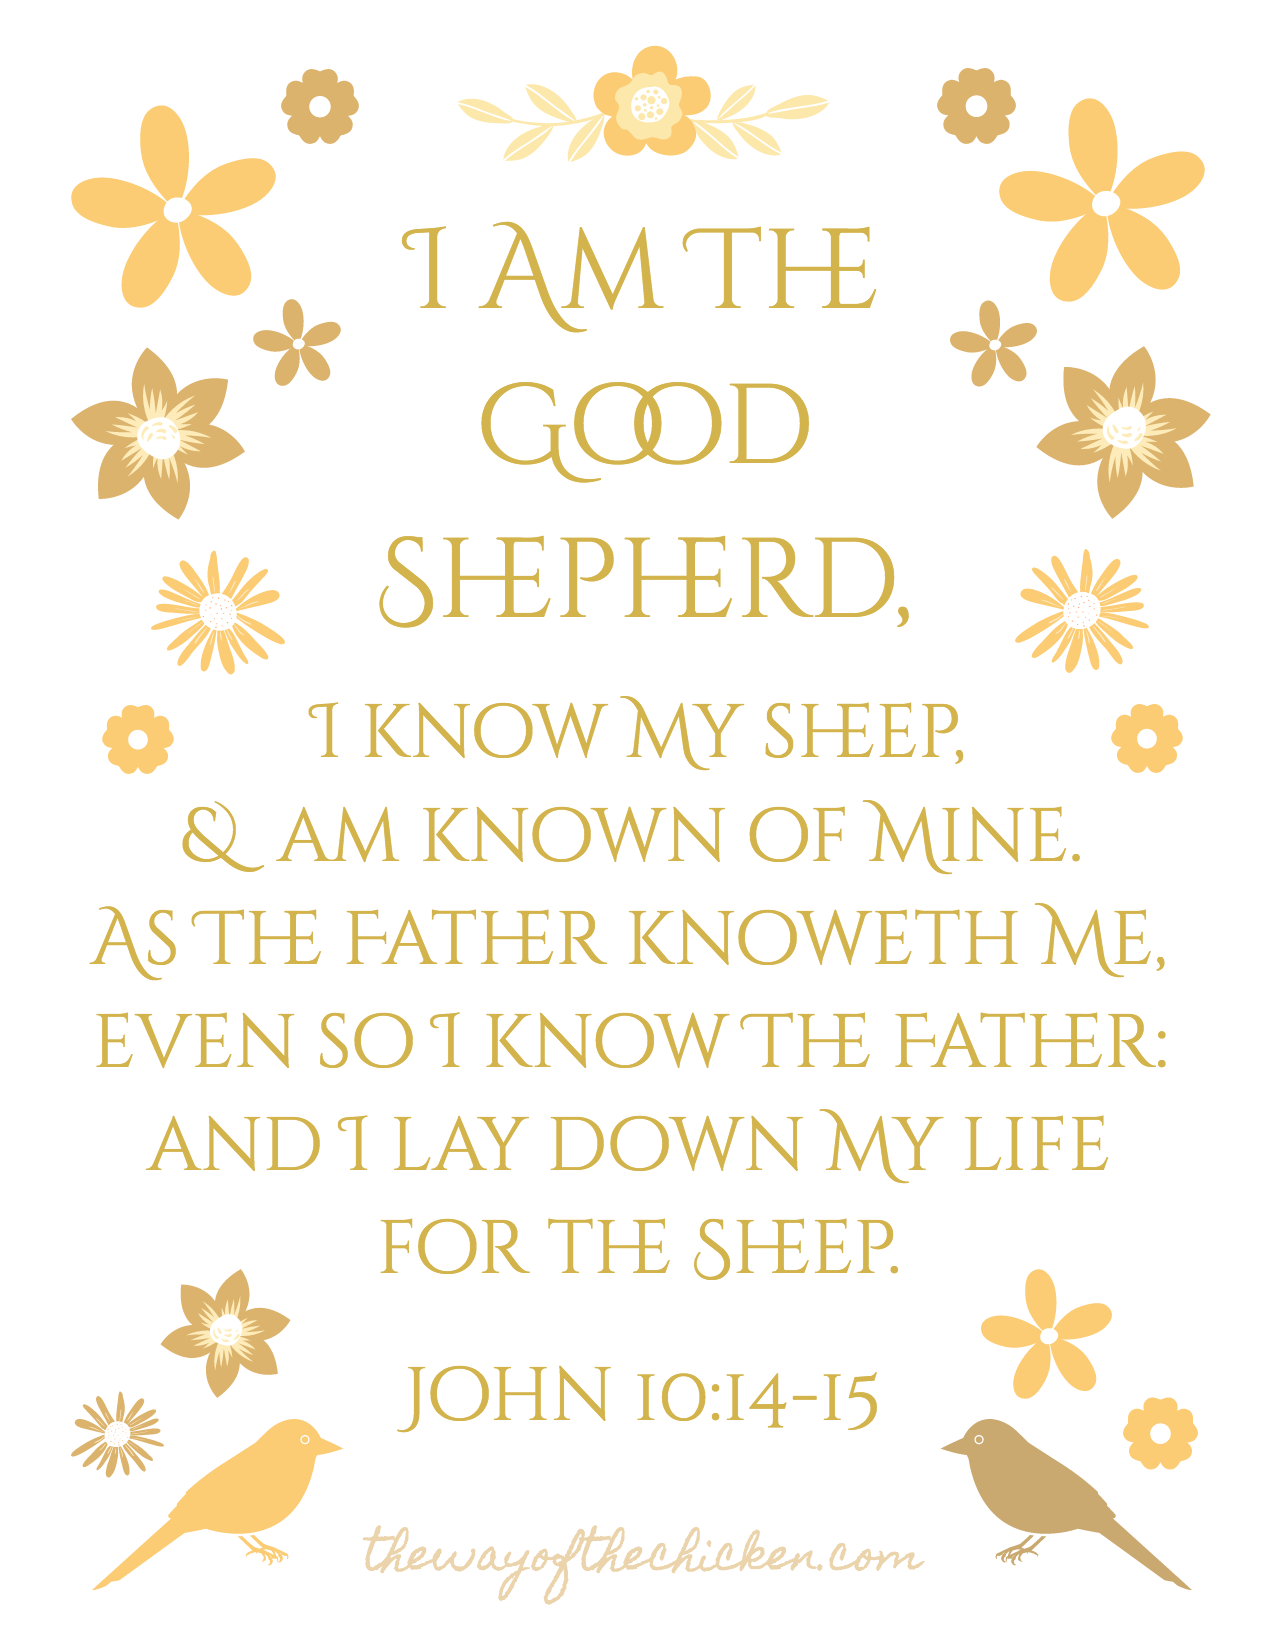 I AM THE
GOOD
SHEPHERD,
I KNOW MY SHEEP,
& AM KNOWN OF MINE.
AS THE FATHER KNOWETH ME,
EVEN SO I KNOW THE FATHER:
AND I LAY DOWN MY LIFE
FOR THE SHEEP.
JOHN 10:14-15
thewayofthechicken.com